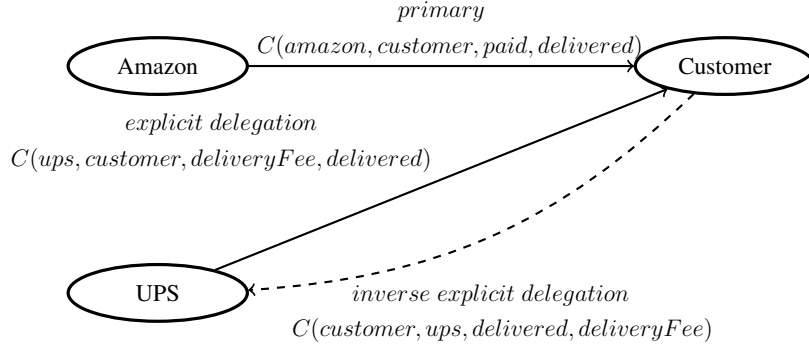 primary
C(amazon, customer, paid, delivered)
Amazon
Customer
explicit delegation
C(ups, customer, deliveryFee, delivered)
UPS
inverse explicit delegation
C(customer, ups, delivered, deliveryFee)